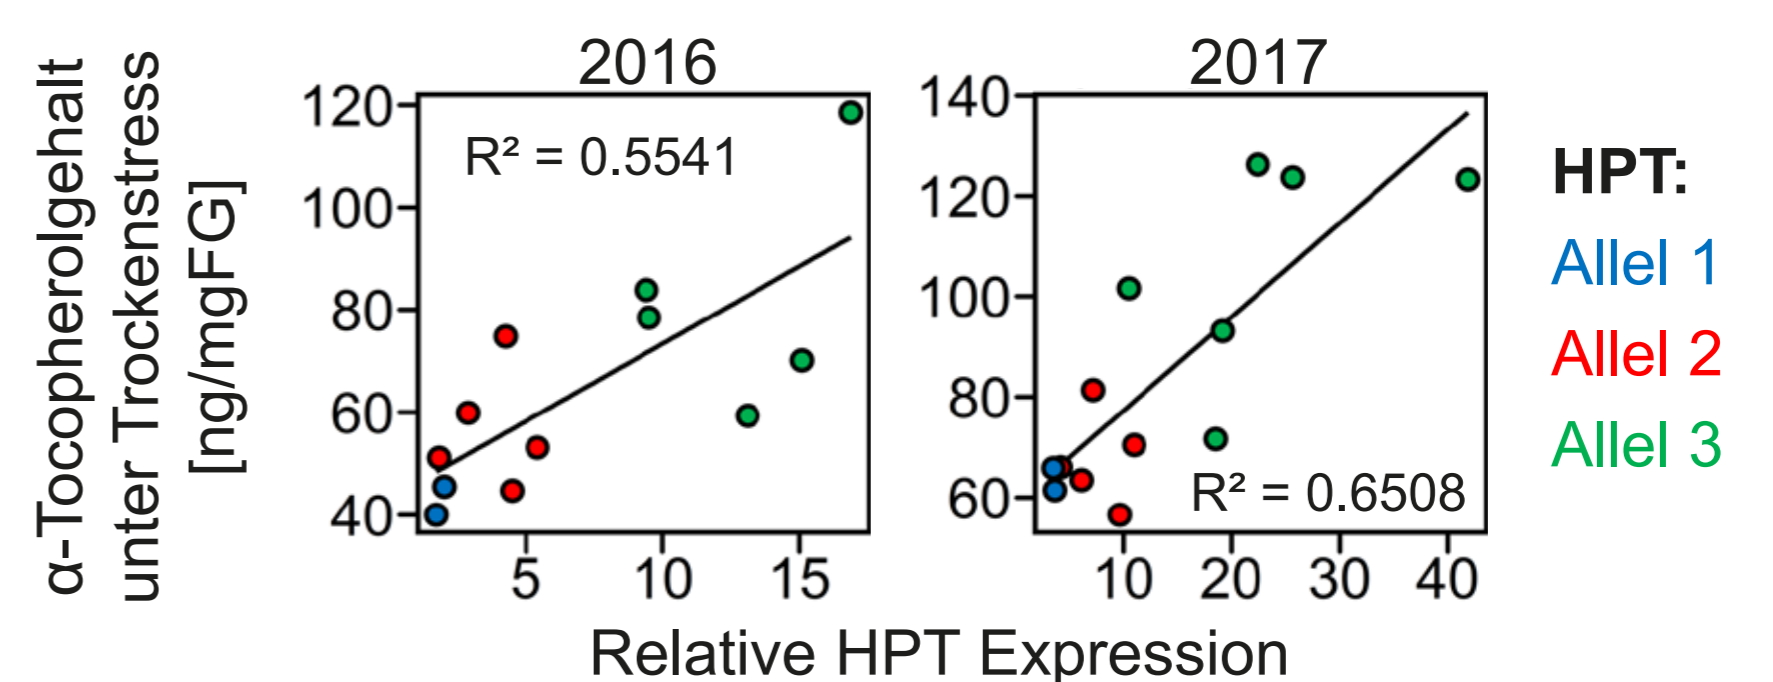 α-Tocopherolgehalt
unter Trockenstress
[ng/mgFG]
2016
120
100
80
60
40
R² = 0.5541
5 10 15
2017
140
120
100
80
60
R² = 0.6508
10 20 30 40
Relative HPT Expression
HPT:
Allel 1
Allel 2
Allel 3